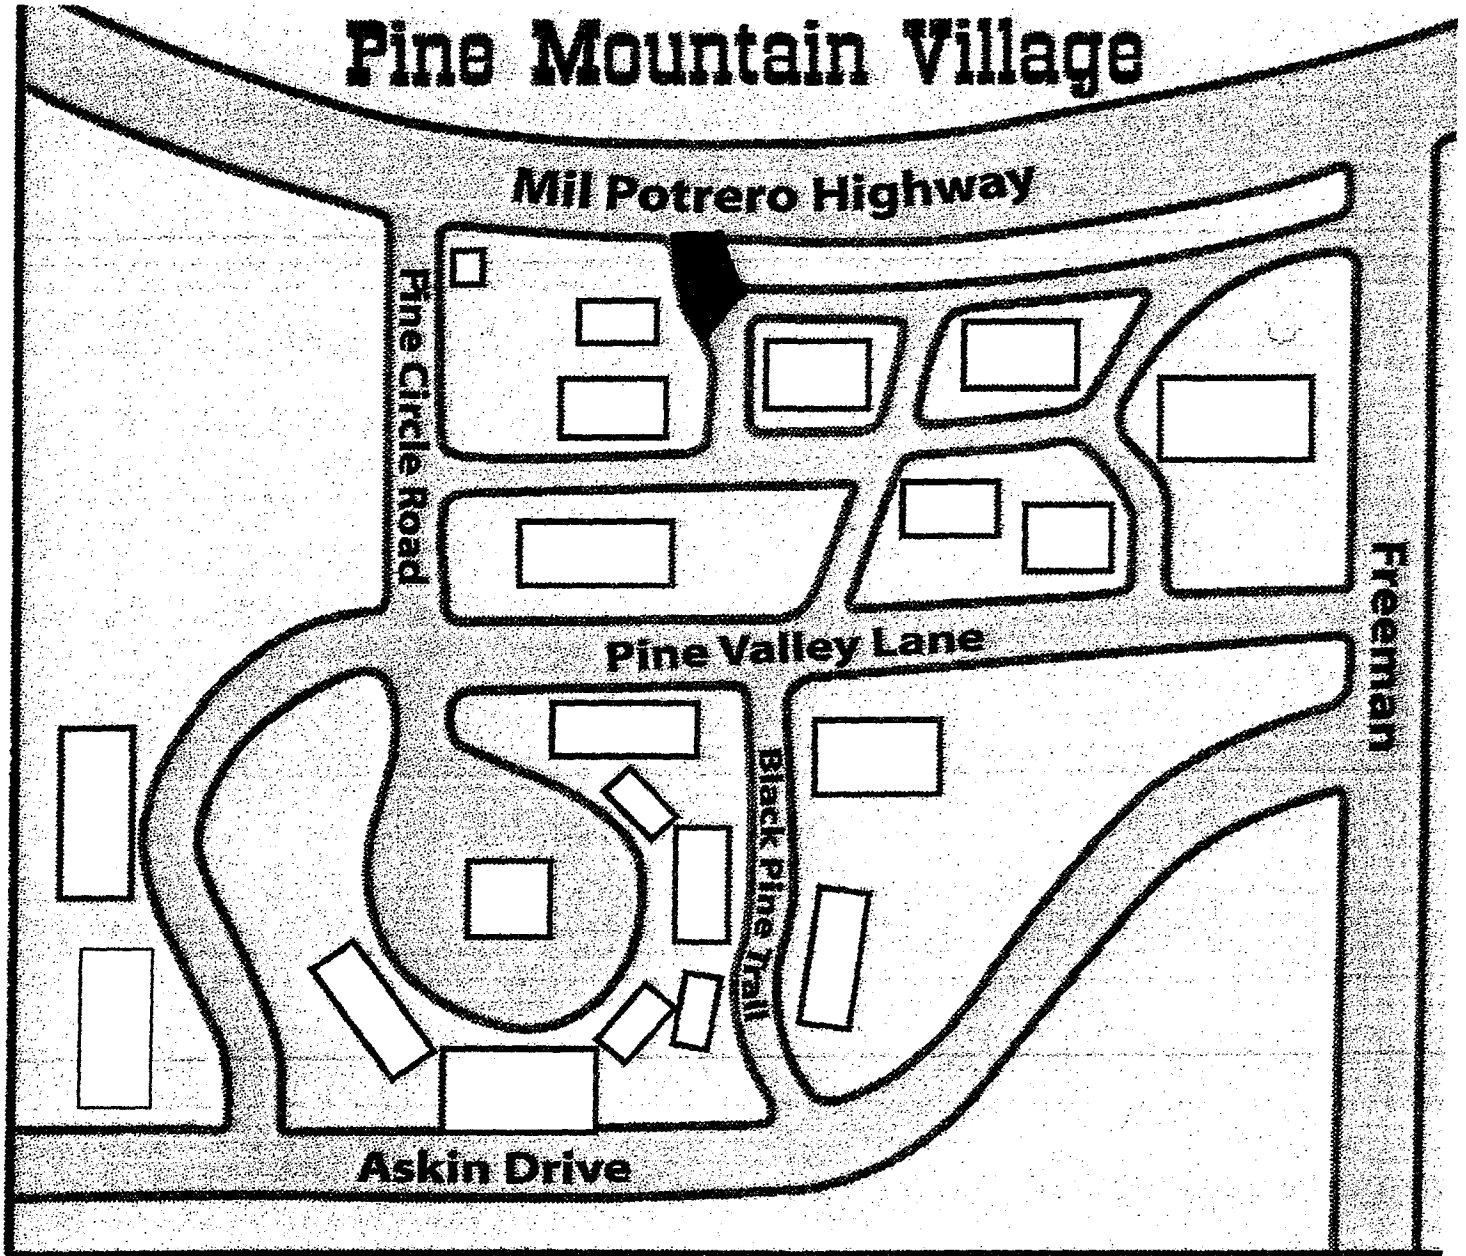 Pine Mountain Village
Mil Potrero Highway
Pine Circle Road
Freeman
Pine Valley Lane
Black Pine Trail
Askin Drive